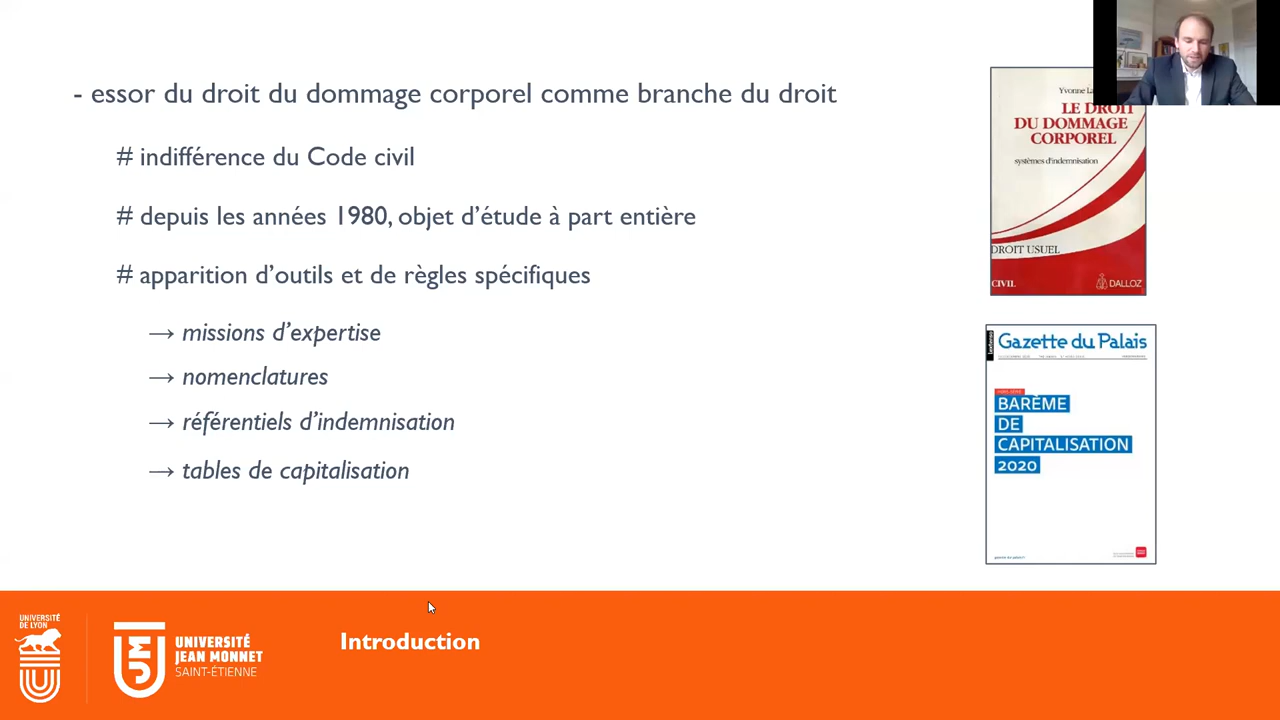 - essor du droit du dommage corporel comme branche du droit
# indifférence du Code civil
# depuis les années 1980, objet d'étude à part entière
# apparition d'outils et de règles spécifiques
→ missions d'expertise
→ nomenclatures
→ référentiels d'indemnisation
→ tables de capitalisation
Yvonne
LE DROIT
DU DOMMAGE
CORPOREL
systèmes d'indemnisation
DROIT USUEL
CIVIL
DALLOZ
Gazette du Palais
BARÈME
DE
CAPITALISATION
2020
UNIVERSITÉ
DE LYON
UNIVERSITÉ
JEAN MONNET
SAINT-ÉTIENNE
Introduction